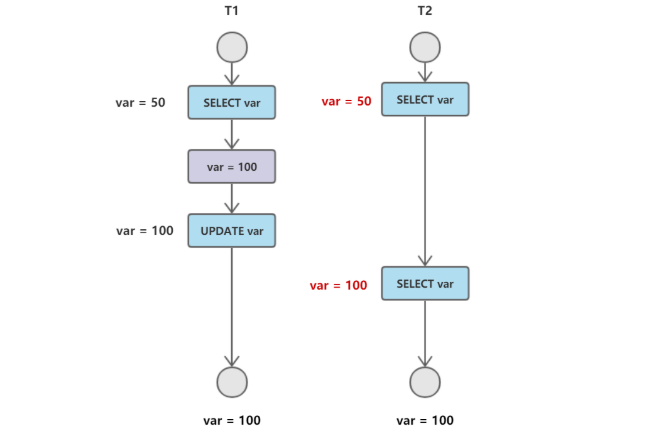 T1
T2
var = 50
SELECT var
var = 50
SELECT var
var = 100
var = 100
UPDATE var
var = 100
SELECT var
var = 100
var = 100